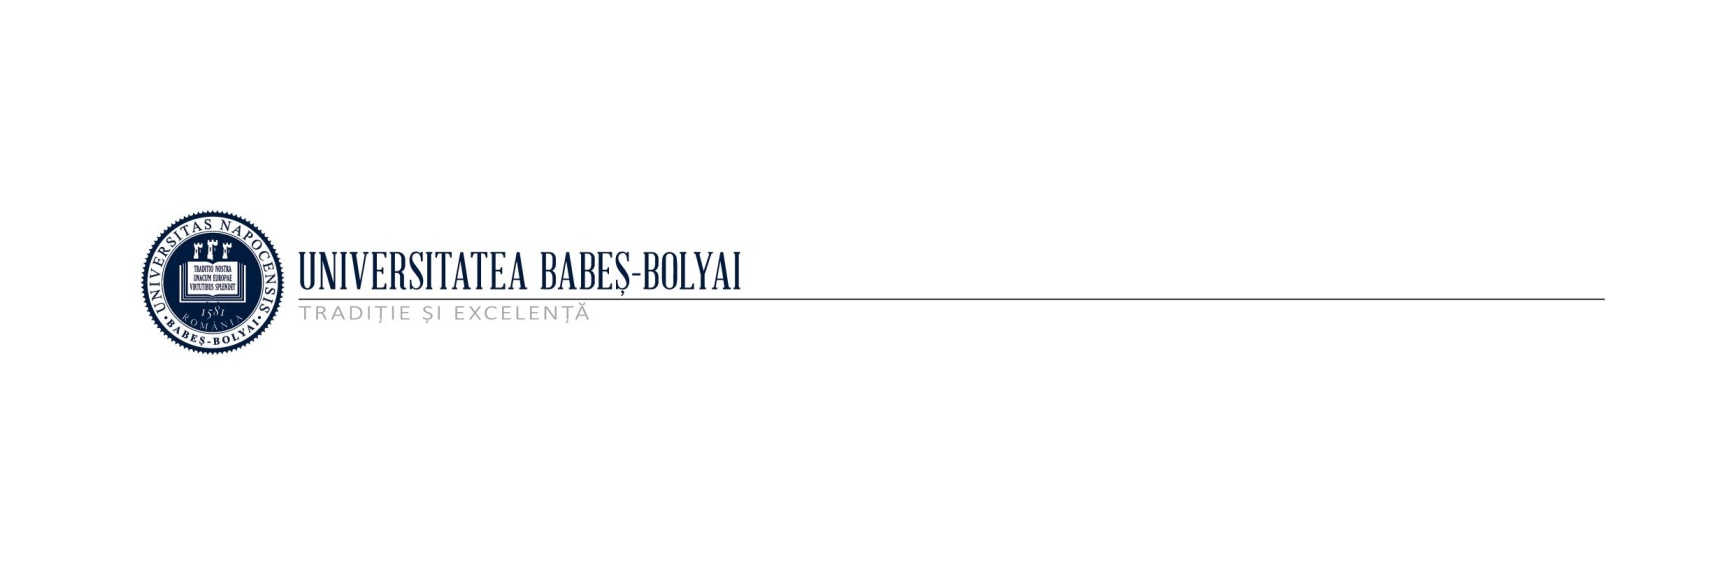 UNIVERSITAS NAPOCENSIS
TRADITIO NOSTRA
UNACUM EUROPAE
VIRTUTIBUS SPLENDET
1581
ROMÂNIA
·BABEȘ-BOLYAI·
UNIVERSITATEA BABEȘ-BOLYAI
TRADIȚIE ȘI EXCELENȚĂ